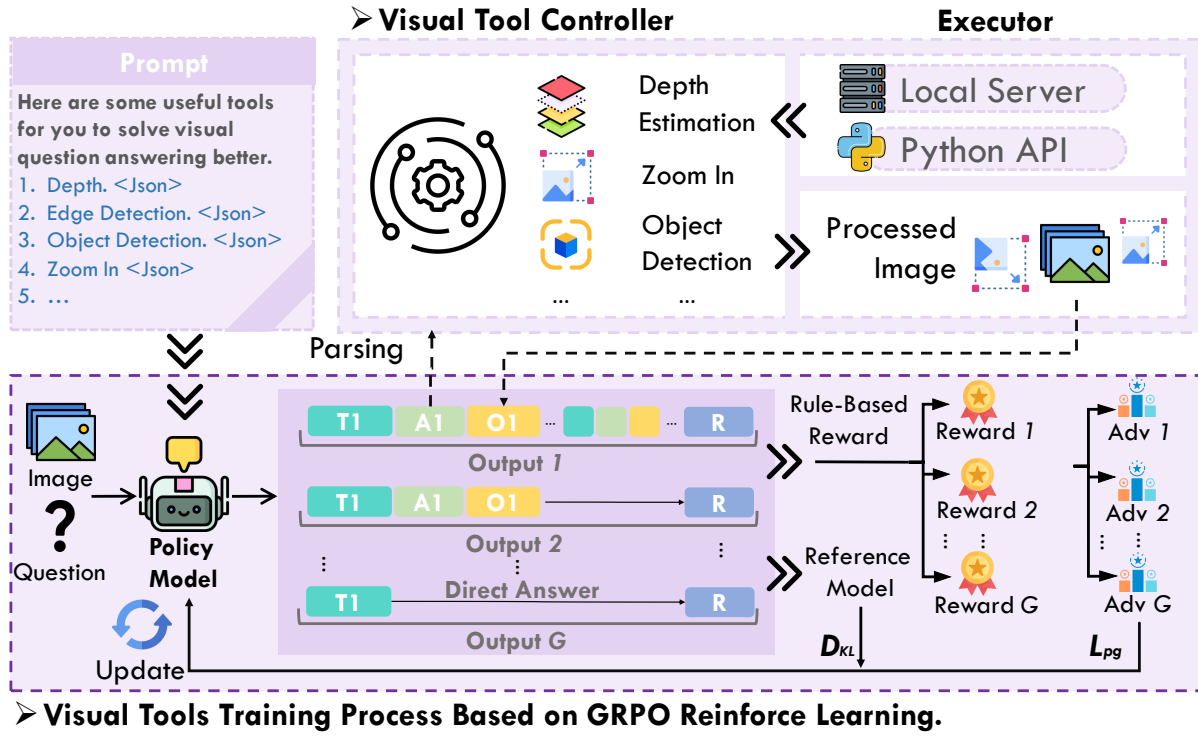 ➢ Visual Tool Controller
Executor
Prompt
Here are some useful tools
for you to solve visual
question answering better.
1. Depth. <Json>
2. Edge Detection. <Json>
3. Object Detection. <Json>
4. Zoom In <Json>
5. ...
Depth
Estimation
Zoom In
Object
Detection
...
...
Local Server
Python API
Processed
Image
Parsing
Image
?
Question
Policy
Model
Update
T1 A1 O1 ... ... R
Output 1
T1 A1 O1 R
Output 2
⋮ ⋮ ⋮
Direct Answer
T1 R
Output G
Rule-Based
Reward
Reference
Model
Reward 1
Reward 2
⋮ ⋮
Reward G
Adv 1
Adv 2
⋮ ⋮
Adv G
DKL
Lpg
➢ Visual Tools Training Process Based on GRPO Reinforce Learning.